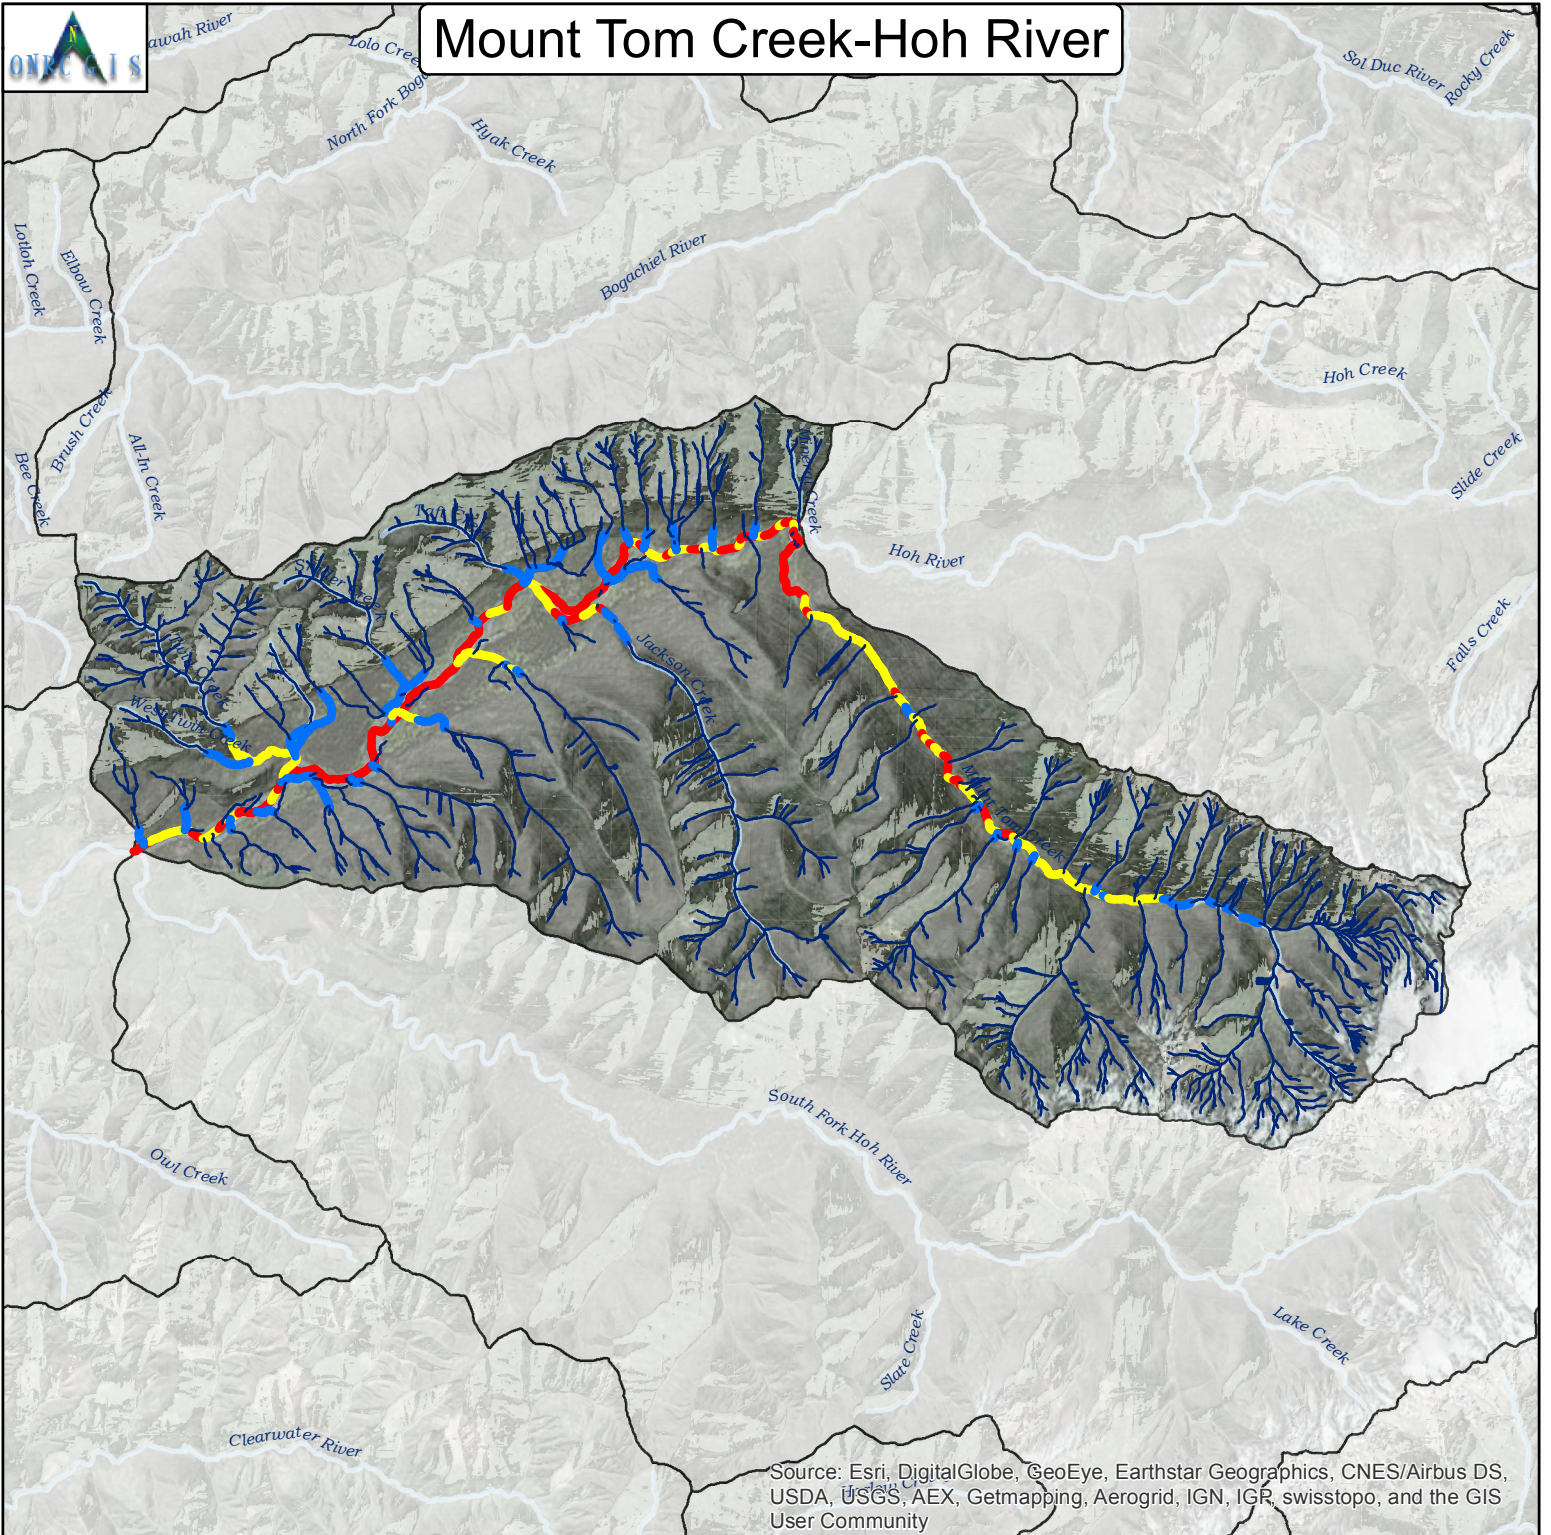 Mount Tom Creek-Hoh River
N
ONRC GIS
awah River
Lolo Cree
North Fork Boga
Hyak Creek
Sol Duc River
Rocky Creek
Lotloh Creek
Elbow Creek
Bogachiel River
Hoh Creek
Brush Creek
All-In Creek
Bee Creek
Slide Creek
Creek
Hoh River
Falls Creek
Jackson Creek
Twin Creek
West Twin Creek
Mount Tom Creek
South Fork Hoh River
Owl Creek
Slate Creek
Lake Creek
Clearwater River
Source: Esri, DigitalGlobe, GeoEye, Earthstar Geographics, CNES/Airbus DS,
USDA, USGS, AEX, Getmapping, Aerogrid, IGN, IGP, swisstopo, and the GIS
User Community